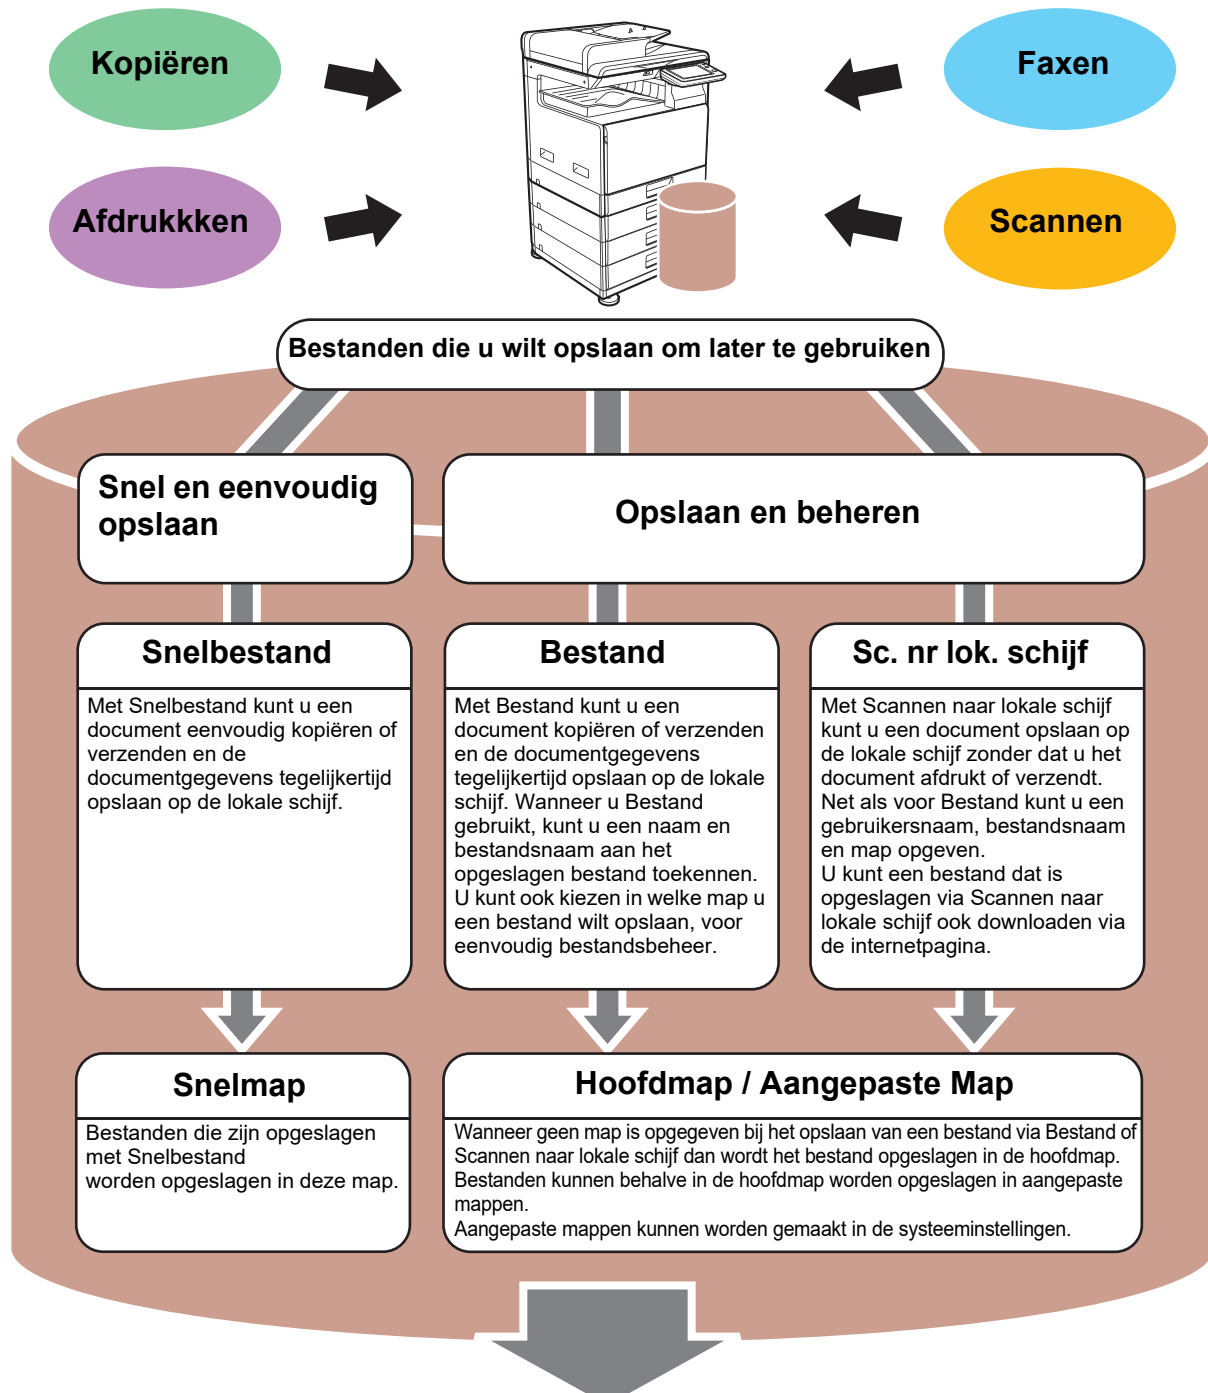 Kopiëren
Faxen
Afdrukkken
Scannen
Bestanden die u wilt opslaan om later te gebruiken
Snel en eenvoudig
opslaan
Opslaan en beheren
Snelbestand
Met Snelbestand kunt u een
document eenvoudig kopiëren of
verzenden en de
documentgegevens tegelijkertijd
opslaan op de lokale schijf.
Bestand
Met Bestand kunt u een
document kopiëren of verzenden
en de documentgegevens
tegelijkertijd opslaan op de lokale
schijf. Wanneer u Bestand
gebruikt, kunt u een naam en
bestandsnaam aan het
opgeslagen bestand toekennen.
U kunt ook kiezen in welke map u
een bestand wilt opslaan, voor
eenvoudig bestandsbeheer.
Sc. nr lok. schijf
Met Scannen naar lokale schijf
kunt u een document opslaan op
de lokale schijf zonder dat u het
document afdrukt of verzendt.
Net als voor Bestand kunt u een
gebruikersnaam, bestandsnaam
en map opgeven.
U kunt een bestand dat is
opgeslagen via Scannen naar
lokale schijf ook downloaden via
de internetpagina.
Snelmap
Bestanden die zijn opgeslagen
met Snelbestand
worden opgeslagen in deze map.
Hoofdmap / Aangepaste Map
Wanneer geen map is opgegeven bij het opslaan van een bestand via Bestand of
Scannen naar lokale schijf dan wordt het bestand opgeslagen in de hoofdmap.
Bestanden kunnen behalve in de hoofdmap worden opgeslagen in aangepaste
mappen.
Aangepaste mappen kunnen worden gemaakt in de systeeminstellingen.